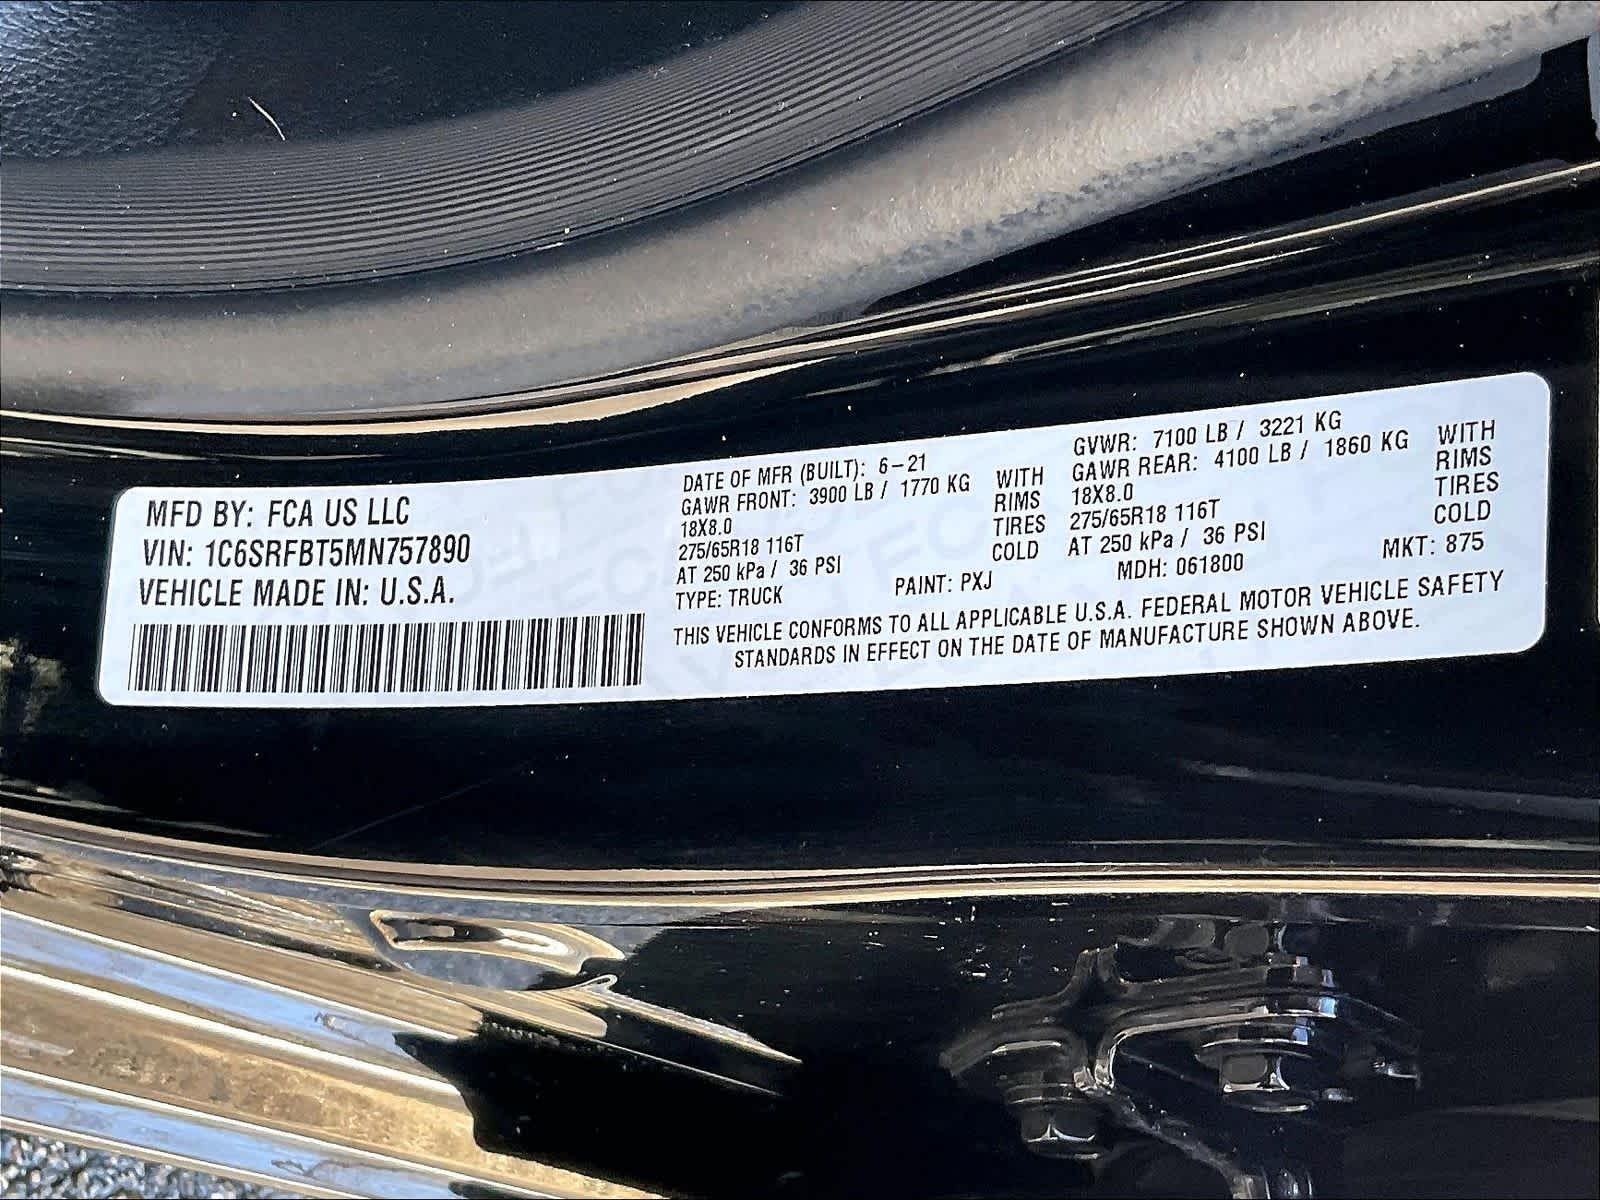 MFD BY: FCA US LLC
VIN: 1C6SRFBT5MN757890
VEHICLE MADE IN: U.S.A.
DATE OF MFR (BUILT): 6-21
GAWR FRONT: 3900 LB / 1770 KG WITH
18X8.0 RIMS
275/65R18 116T TIRES
AT 250 kPa / 36 PSI COLD
TYPE: TRUCK PAINT: PXJ
GVWR: 7100 LB / 3221 KG
GAWR REAR: 4100 LB / 1860 KG WITH
18X8.0 RIMS
275/65R18 116T TIRES
AT 250 kPa / 36 PSI COLD
MDH: 061800 MKT: 875
THIS VEHICLE CONFORMS TO ALL APPLICABLE U.S.A. FEDERAL MOTOR VEHICLE SAFETY
STANDARDS IN EFFECT ON THE DATE OF MANUFACTURE SHOWN ABOVE.